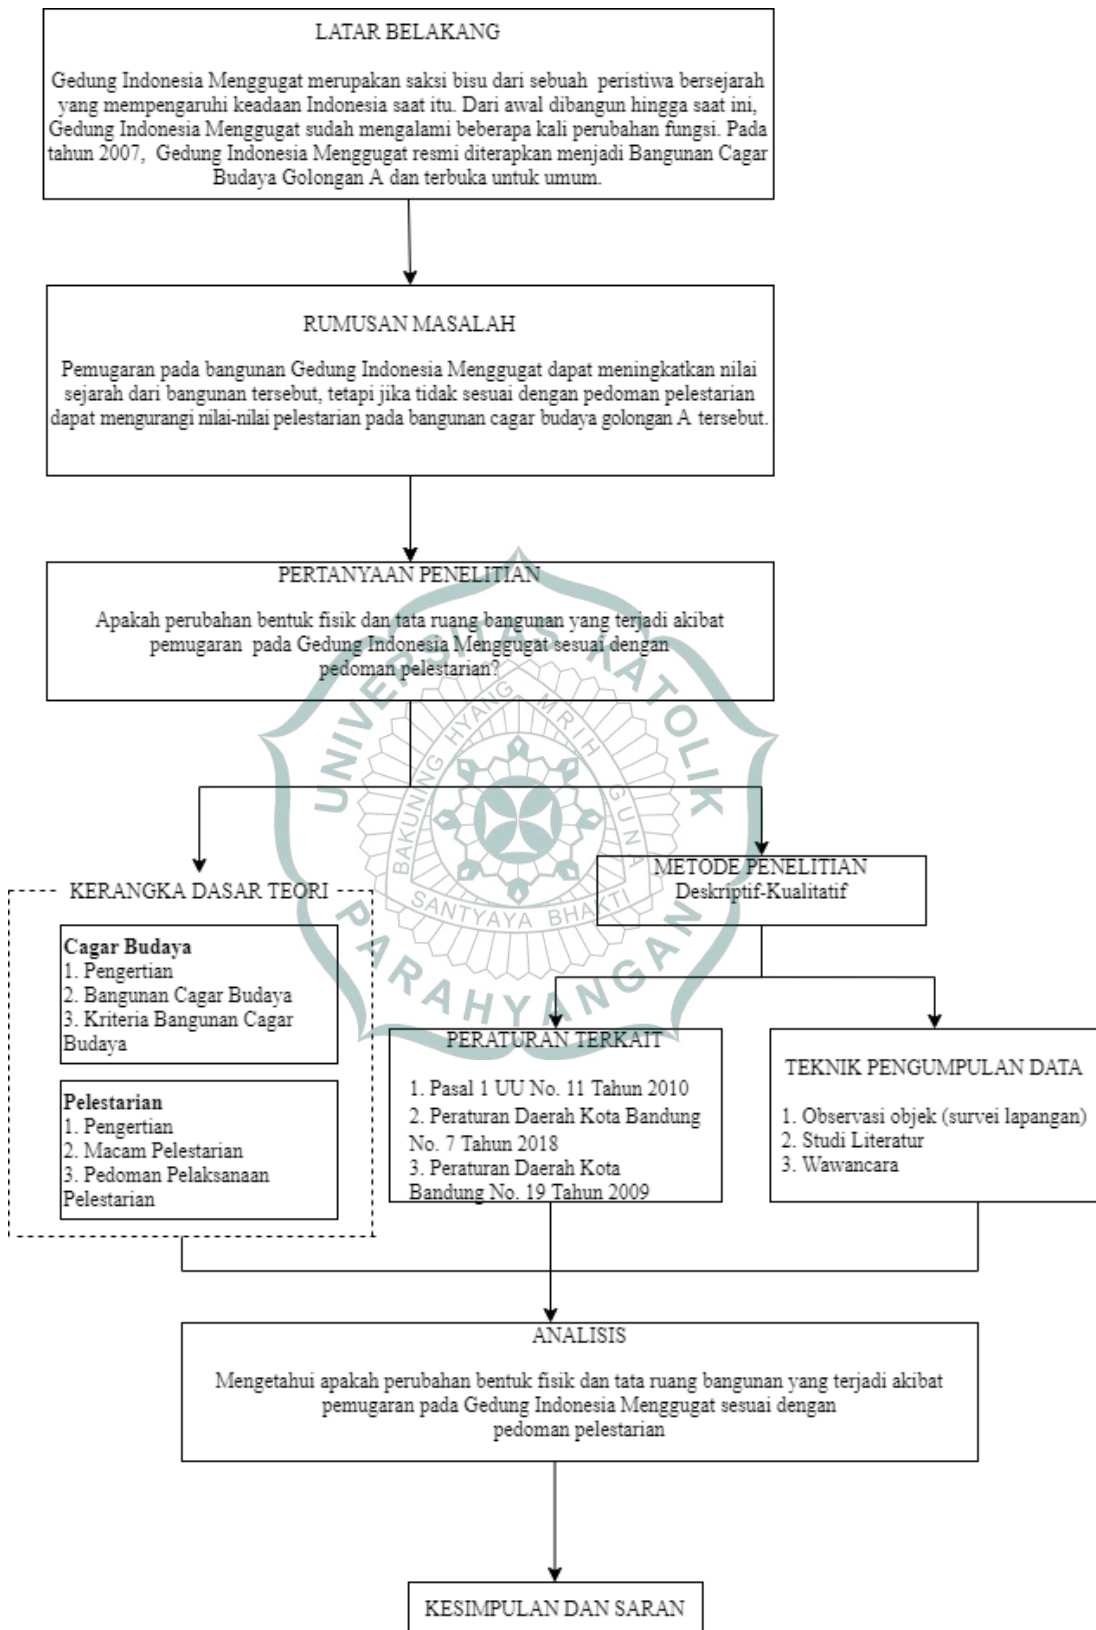 LATAR BELAKANG
Gedung Indonesia Menggugat merupakan saksi bisu dari sebuah peristiwa bersejarah
yang mempengaruhi keadaan Indonesia saat itu. Dari awal dibangun hingga saat ini,
Gedung Indonesia Menggugat sudah mengalami beberapa kali perubahan fungsi. Pada
tahun 2007, Gedung Indonesia Menggugat resmi diterapkan menjadi Bangunan Cagar
Budaya Golongan A dan terbuka untuk umum.
RUMUSAN MASALAH
Pemugaran pada bangunan Gedung Indonesia Menggugat dapat meningkatkan nilai
sejarah dari bangunan tersebut, tetapi jika tidak sesuai dengan pedoman pelestarian
dapat mengurangi nilai-nilai pelestarian pada bangunan cagar budaya golongan A tersebut.
PERTANYAAN PENELITIAN
Apakah perubahan bentuk fisik dan tata ruang bangunan yang terjadi akibat
pemugaran pada Gedung Indonesia Menggugat sesuai dengan
pedoman pelestarian?
UNIVERSITAS KATOLIK
PARAHYANGAN
BAKUNING HYANG MRIH GUNA
SANTYAYA BHAKTI
KERANGKA DASAR TEORI
Cagar Budaya
1. Pengertian
2. Bangunan Cagar Budaya
3. Kriteria Bangunan Cagar
Budaya
Pelestarian
1. Pengertian
2. Macam Pelestarian
3. Pedoman Pelaksanaan
Pelestarian
METODE PENELITIAN
Deskriptif-Kualitatif
PERATURAN TERKAIT
1. Pasal 1 UU No. 11 Tahun 2010
2. Peraturan Daerah Kota Bandung
No. 7 Tahun 2018
3. Peraturan Daerah Kota
Bandung No. 19 Tahun 2009
TEKNIK PENGUMPULAN DATA
1. Observasi objek (survei lapangan)
2. Studi Literatur
3. Wawancara
ANALISIS
Mengetahui apakah perubahan bentuk fisik dan tata ruang bangunan yang terjadi akibat
pemugaran pada Gedung Indonesia Menggugat sesuai dengan
pedoman pelestarian
KESIMPULAN DAN SARAN